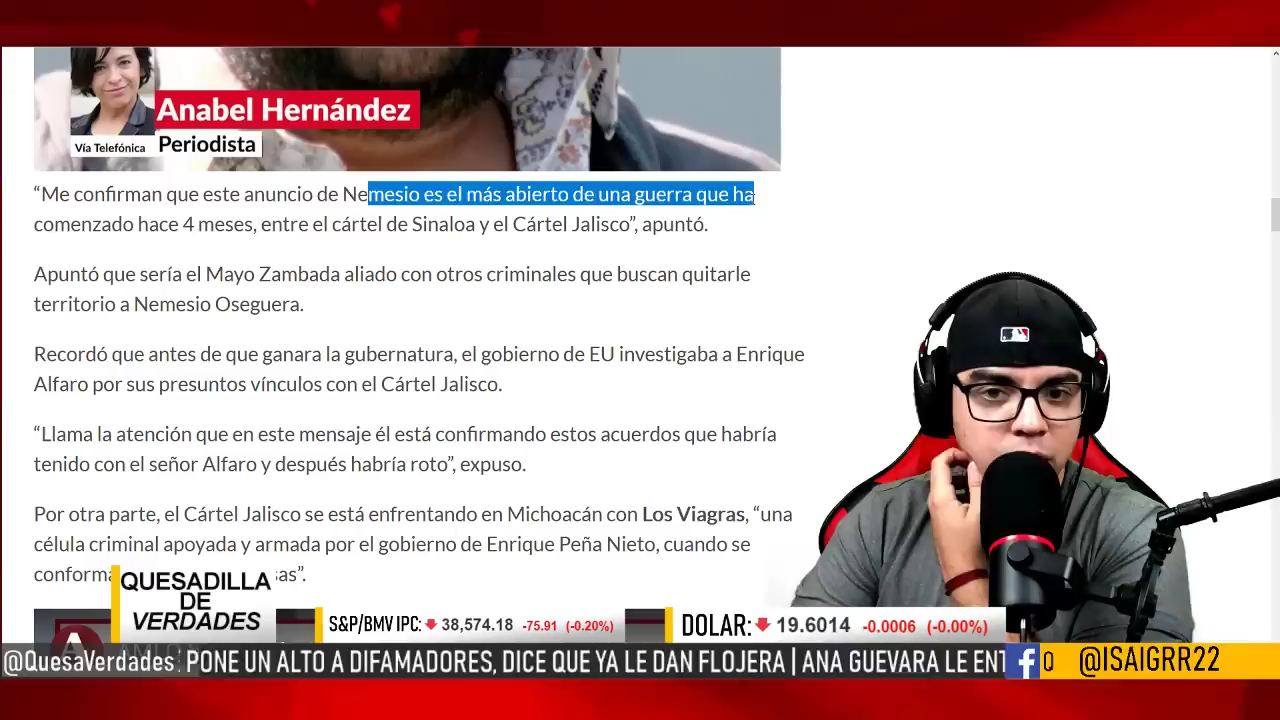 Anabel Hernández
Vía Telefónica
Periodista
“Me confirman que este anuncio de Nemesio es el más abierto de una guerra que ha
comenzado hace 4 meses, entre el cártel de Sinaloa y el Cártel Jalisco”, apuntó.
Apuntó que sería el Mayo Zambada aliado con otros criminales que buscan quitarle
territorio a Nemesio Oseguera.
Recordó que antes de que ganara la gubernatura, el gobierno de EU investigaba a Enrique
Alfaro por sus presuntos vínculos con el Cártel Jalisco.
“Llama la atención que en este mensaje él está confirmando estos acuerdos que habría
tenido con el señor Alfaro y después habría roto”, expuso.
Por otra parte, el Cártel Jalisco se está enfrentando en Michoacán con Los Viagras, “una
célula criminal apoyada y armada por el gobierno de Enrique Peña Nieto, cuando se
QUESADILLA
DE
VERDADES
S&P/BMV IPC: 38,574.18 -75.91 (-0.20%)
DOLAR: 19.6014 -0.0006 (-0.00%)
@QuesaVerdades: PONE UN ALTO A DIFAMADORES, DICE QUE YA LE DAN FLOJERA | ANA GUEVARA LE
@ISAIGRR22